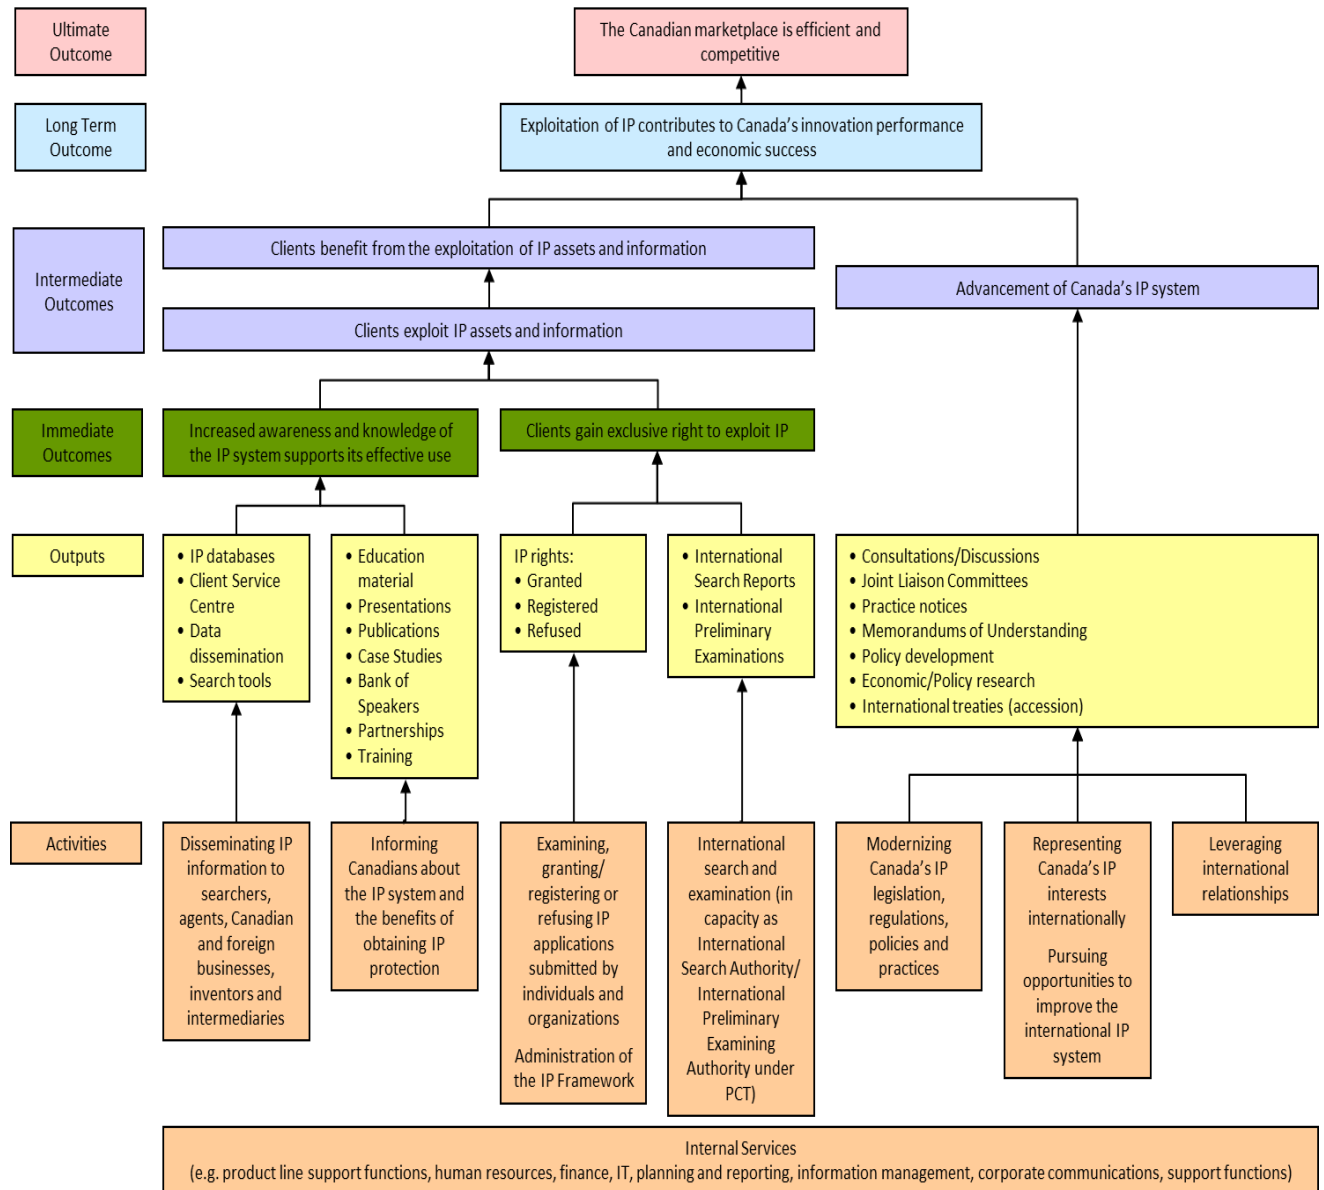 Ultimate
Outcome
The Canadian marketplace is efficient and
competitive
Long Term
Outcome
Exploitation of IP contributes to Canada's innovation performance
and economic success
Intermediate
Outcomes
Clients benefit from the exploitation of IP assets and information
Clients exploit IP assets and information
Advancement of Canada's IP system
Immediate
Outcomes
Increased awareness and knowledge of
the IP system supports its effective use
Clients gain exclusive right to exploit IP
Outputs
• IP databases
• Client Service
Centre
• Data
dissemination
• Search tools
• Education
material
• Presentations
• Publications
• Case Studies
• Bank of
Speakers
• Partnerships
• Training
IP rights:
• Granted
• Registered
• Refused
• International
Search Reports
• International
Preliminary
Examinations
• Consultations/Discussions
• Joint Liaison Committees
• Practice notices
• Memorandums of Understanding
• Policy development
• Economic/Policy research
• International treaties (accession)
Activities
Disseminating IP
information to
searchers,
agents, Canadian
and foreign
businesses,
inventors and
intermediaries
Informing
Canadians about
the IP system and
the benefits of
obtaining IP
protection
Examining,
granting/
registering or
refusing IP
applications
submitted by
individuals and
organizations
Administration of
the IP Framework
International
search and
examination (in
capacity as
International
Search Authority/
International
Preliminary
Examining
Authority under
PCT)
Modernizing
Canada's IP
legislation,
regulations,
policies and
practices
Representing
Canada's IP
interests
internationally
Pursuing
opportunities to
improve the
international IP
system
Leveraging
international
relationships
Internal Services
(e.g. product line support functions, human resources, finance, IT, planning and reporting, information management, corporate communications, support functions)